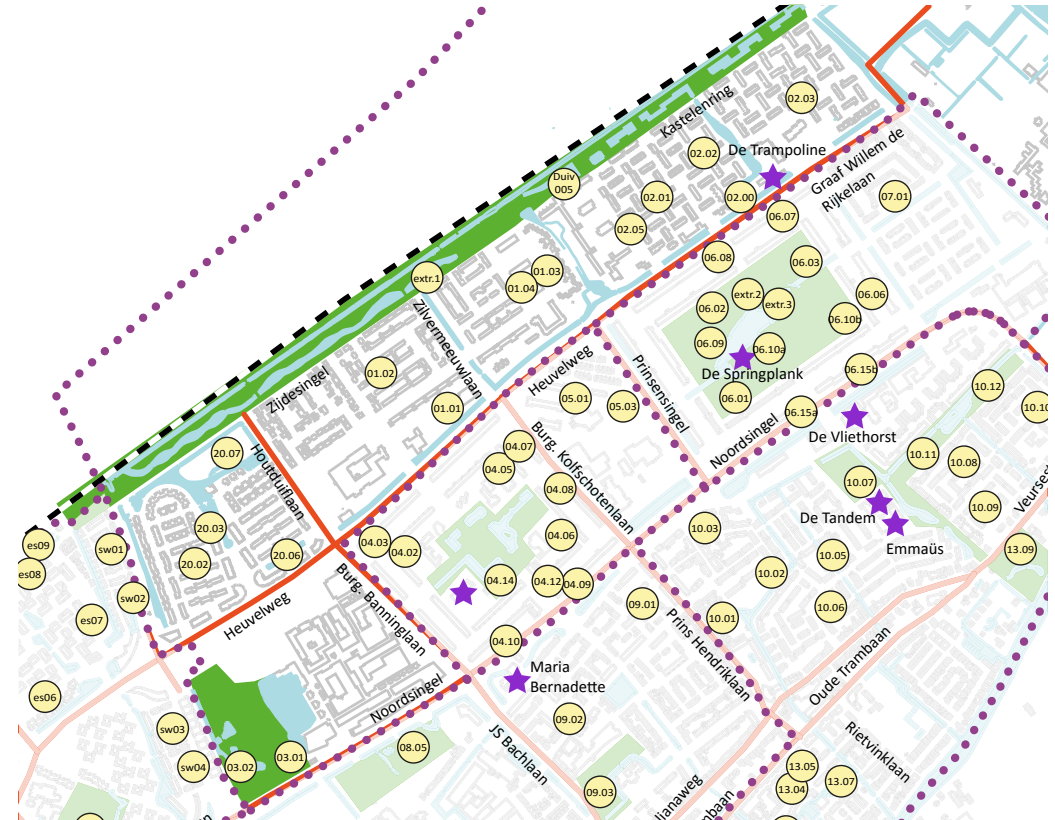 02.03
Kastelenring
02.02
De Trampoline
Graaf Willem de
Rijkelaan
Duiv
005
02.01
02.00
07.01
02.05
06.07
06.08
06.03
extr.1
01.03
01.04
extr.2
extr.3
06.06
06.02
06.10b
Zilvermeeuwlaan
Heuvelweg
Prinsensingel
06.09
06.10a
De Springplank
01.02
Zijdesingel
06.15b
10.12
05.01
05.03
06.01
01.01
06.15a
10.10
De Vliethorst
Noordsingel
04.07
Burg. Kolfschotenlaan
20.07
Houtduiflaan
04.05
10.11
10.08
04.08
10.07
De Tandem
10.09
Veurses
Emmaüs
20.03
04.03
04.02
04.06
10.03
es09
sw01
20.02
20.06
13.09
10.05
es08
10.02
04.14
04.12
04.09
Burg. Banninglaan
sw02
09.01
10.06
es07
Heuvelweg
10.01
04.10
Prins Hendriklaan
Maria
Bernadette
Oude Trambaan
es06
Noordsingel
sw03
09.02
JS Bachlaan
Rietvinklaan
08.05
03.01
03.02
sw04
13.05
13.07
13.04
09.03
lianaweg
mbaan
an